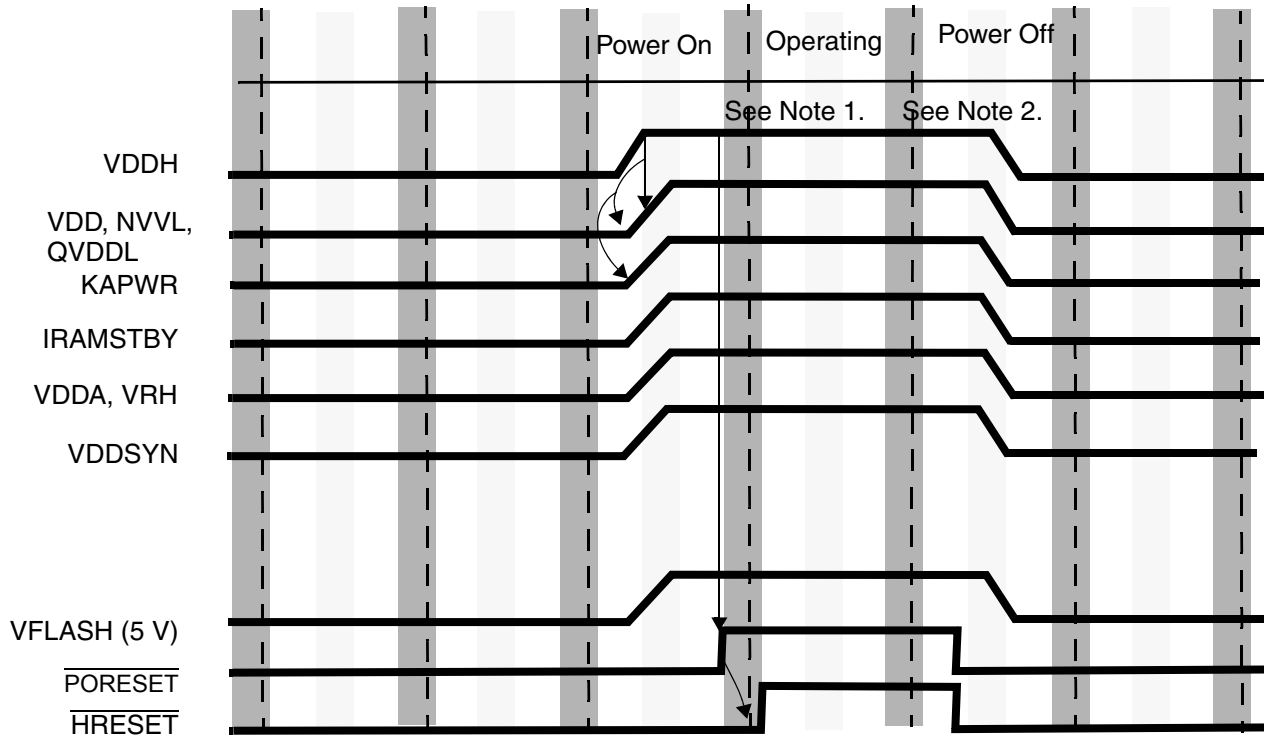 Power On
Operating
Power Off
See Note 1.
See Note 2.
VDDH
VDD, NVVL,
QVDDL
KAPWR
IRAMSTBY
VDDA, VRH
VDDSYN
VFLASH (5 V)
PORESET
HRESET